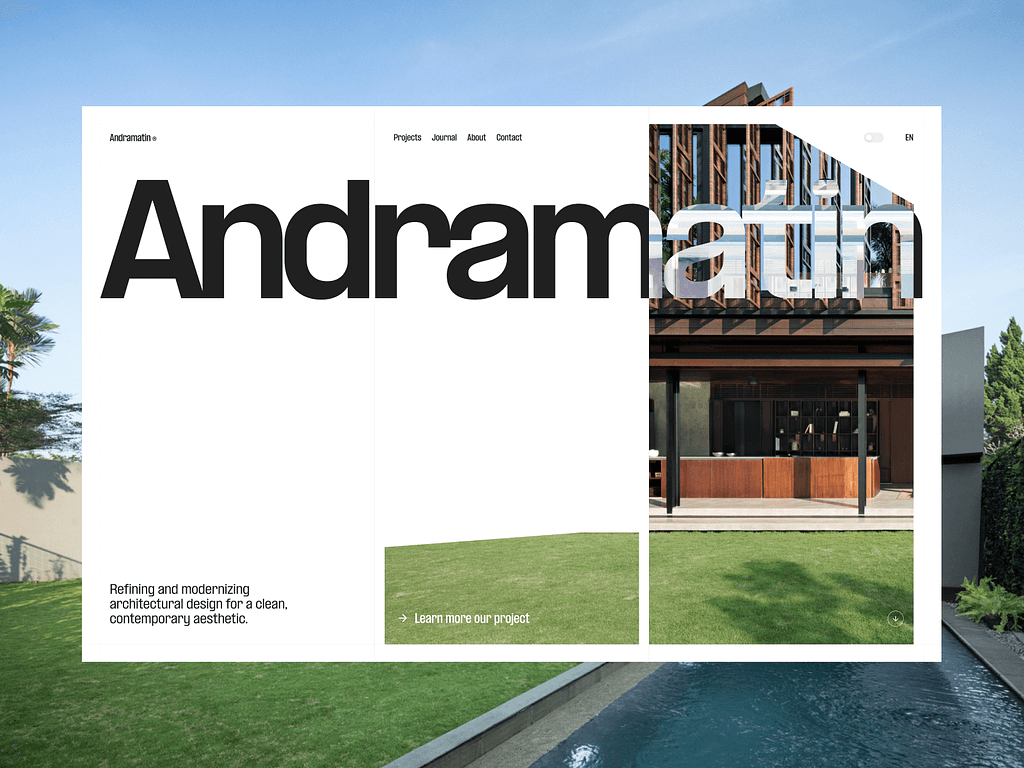 Andramatin ®
Projects Journal About Contact
EN
Andramatin
Refining and modernizing
architectural design for a clean,
contemporary aesthetic.
→ Learn more our project